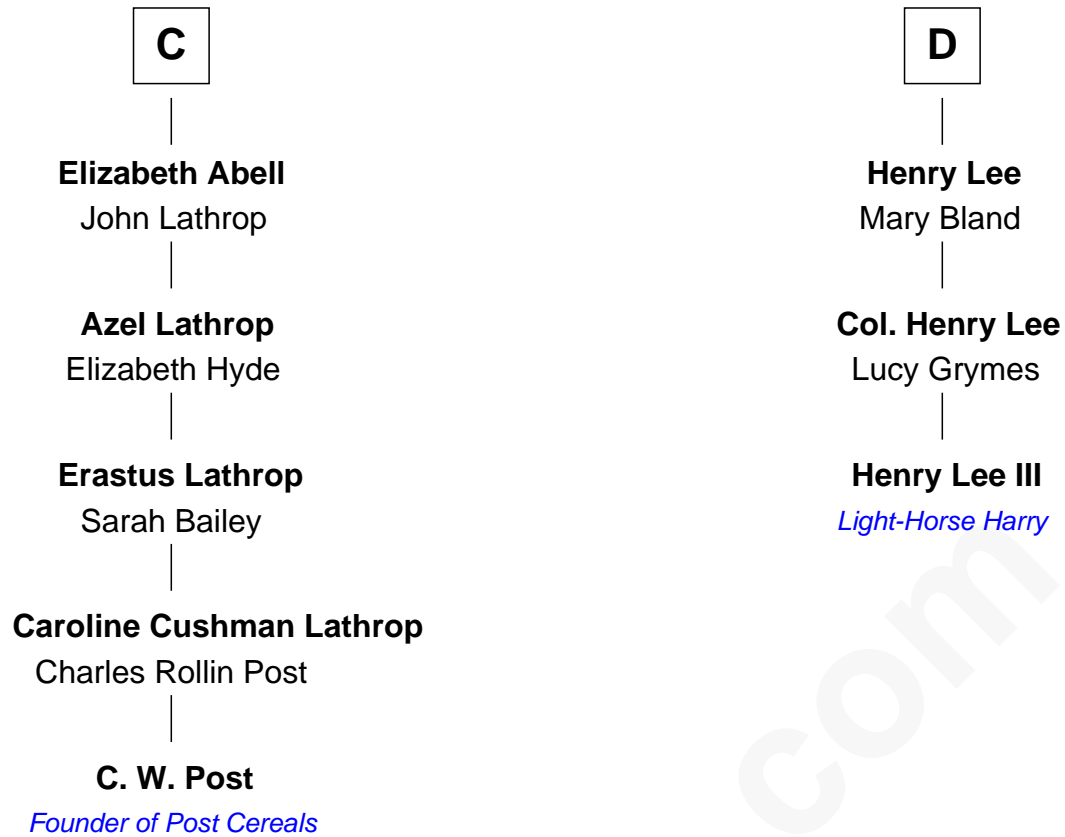 C
Elizabeth Abell
John Lathrop
Azel Lathrop
Elizabeth Hyde
Erastus Lathrop
Sarah Bailey
Caroline Cushman Lathrop
Charles Rollin Post
C. W. Post
Founder of Post Cereals
D
Henry Lee
Mary Bland
Col. Henry Lee
Lucy Grymes
Henry Lee III
Light-Horse Harry
com